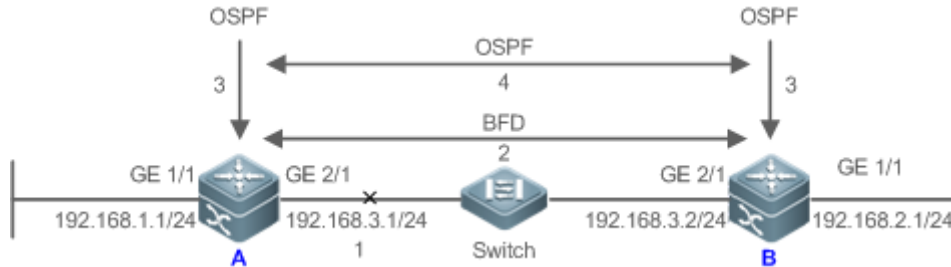 OSPF
OSPF
OSPF
3
4
3
BFD
2
GE 1/1
GE 2/1
GE 2/1
GE 1/1
192.168.1.1/24
192.168.3.1/24
192.168.3.2/24
192.168.2.1/24
1
Switch
A
B